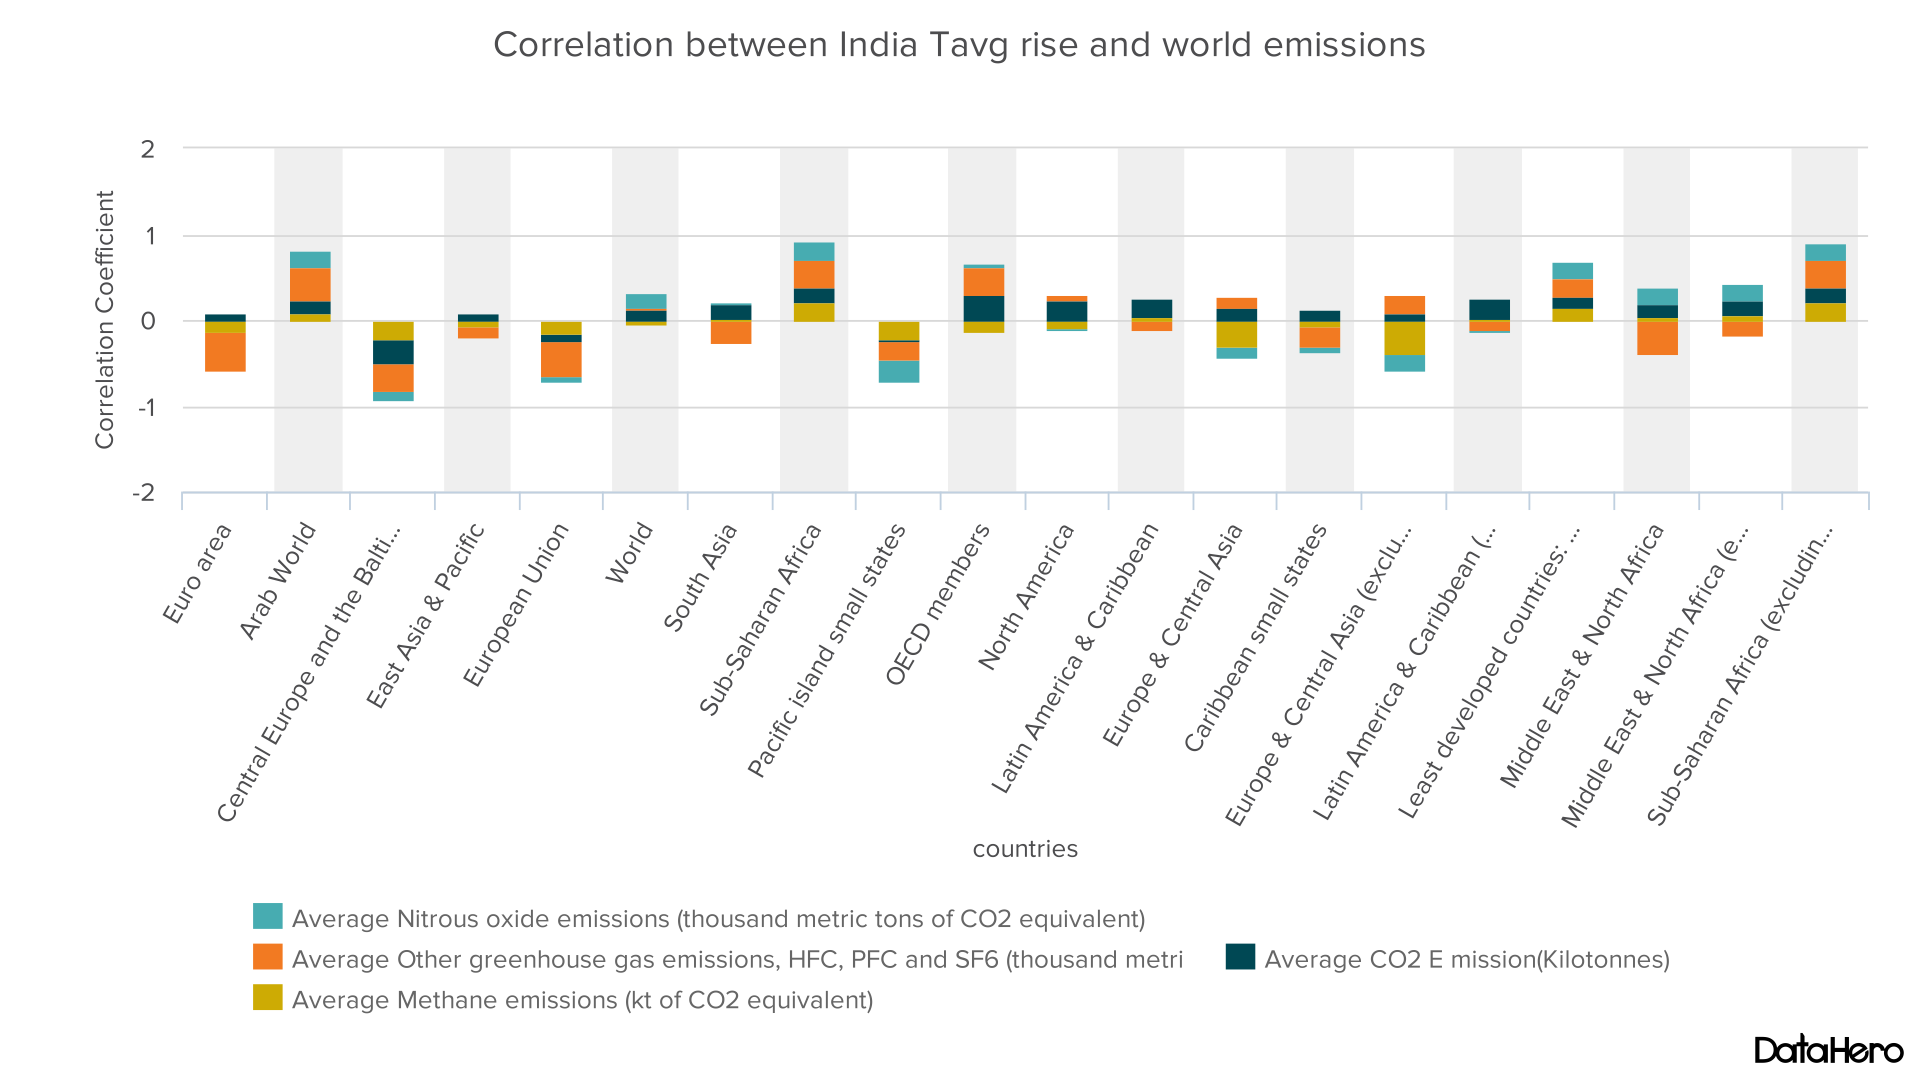 Correlation between India Tavg rise and world emissions
Correlation Coefficient
2
1
0
-1
-2
Euro area
Arab World
Central Europe and the Balti...
East Asia & Pacific
European Union
World
South Asia
Sub-Saharan Africa
Pacific island small states
OECD members
North America
Latin America & Caribbean
Europe & Central Asia
Caribbean small states
Europe & Central Asia (exclu...
Latin America & Caribbean (...
Least developed countries: ...
Middle East & North Africa
Middle East & North Africa (e...
Sub-Saharan Africa (excludin...
countries
Average Nitrous oxide emissions (thousand metric tons of CO2 equivalent)
Average Other greenhouse gas emissions, HFC, PFC and SF6 (thousand metri
Average CO2 E mission(Kilotonnes)
Average Methane emissions (kt of CO2 equivalent)
DataHero